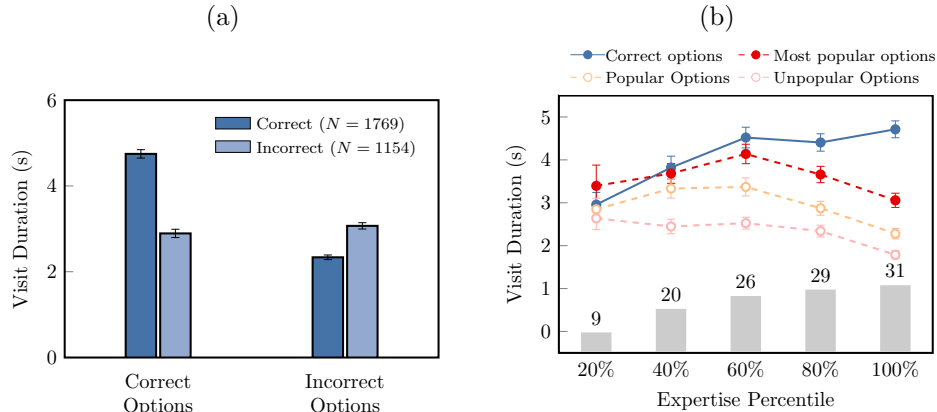 (a)
Visit Duration (s)
6
4
2
0
Correct (N = 1769)
Incorrect (N = 1154)
Correct
Options
Incorrect
Options
(b)
Correct options
Most popular options
Popular Options
Unpopular Options
Visit Duration (s)
5
4
3
2
1
0
9
20
26
29
31
20%
40%
60%
80%
100%
Expertise Percentile